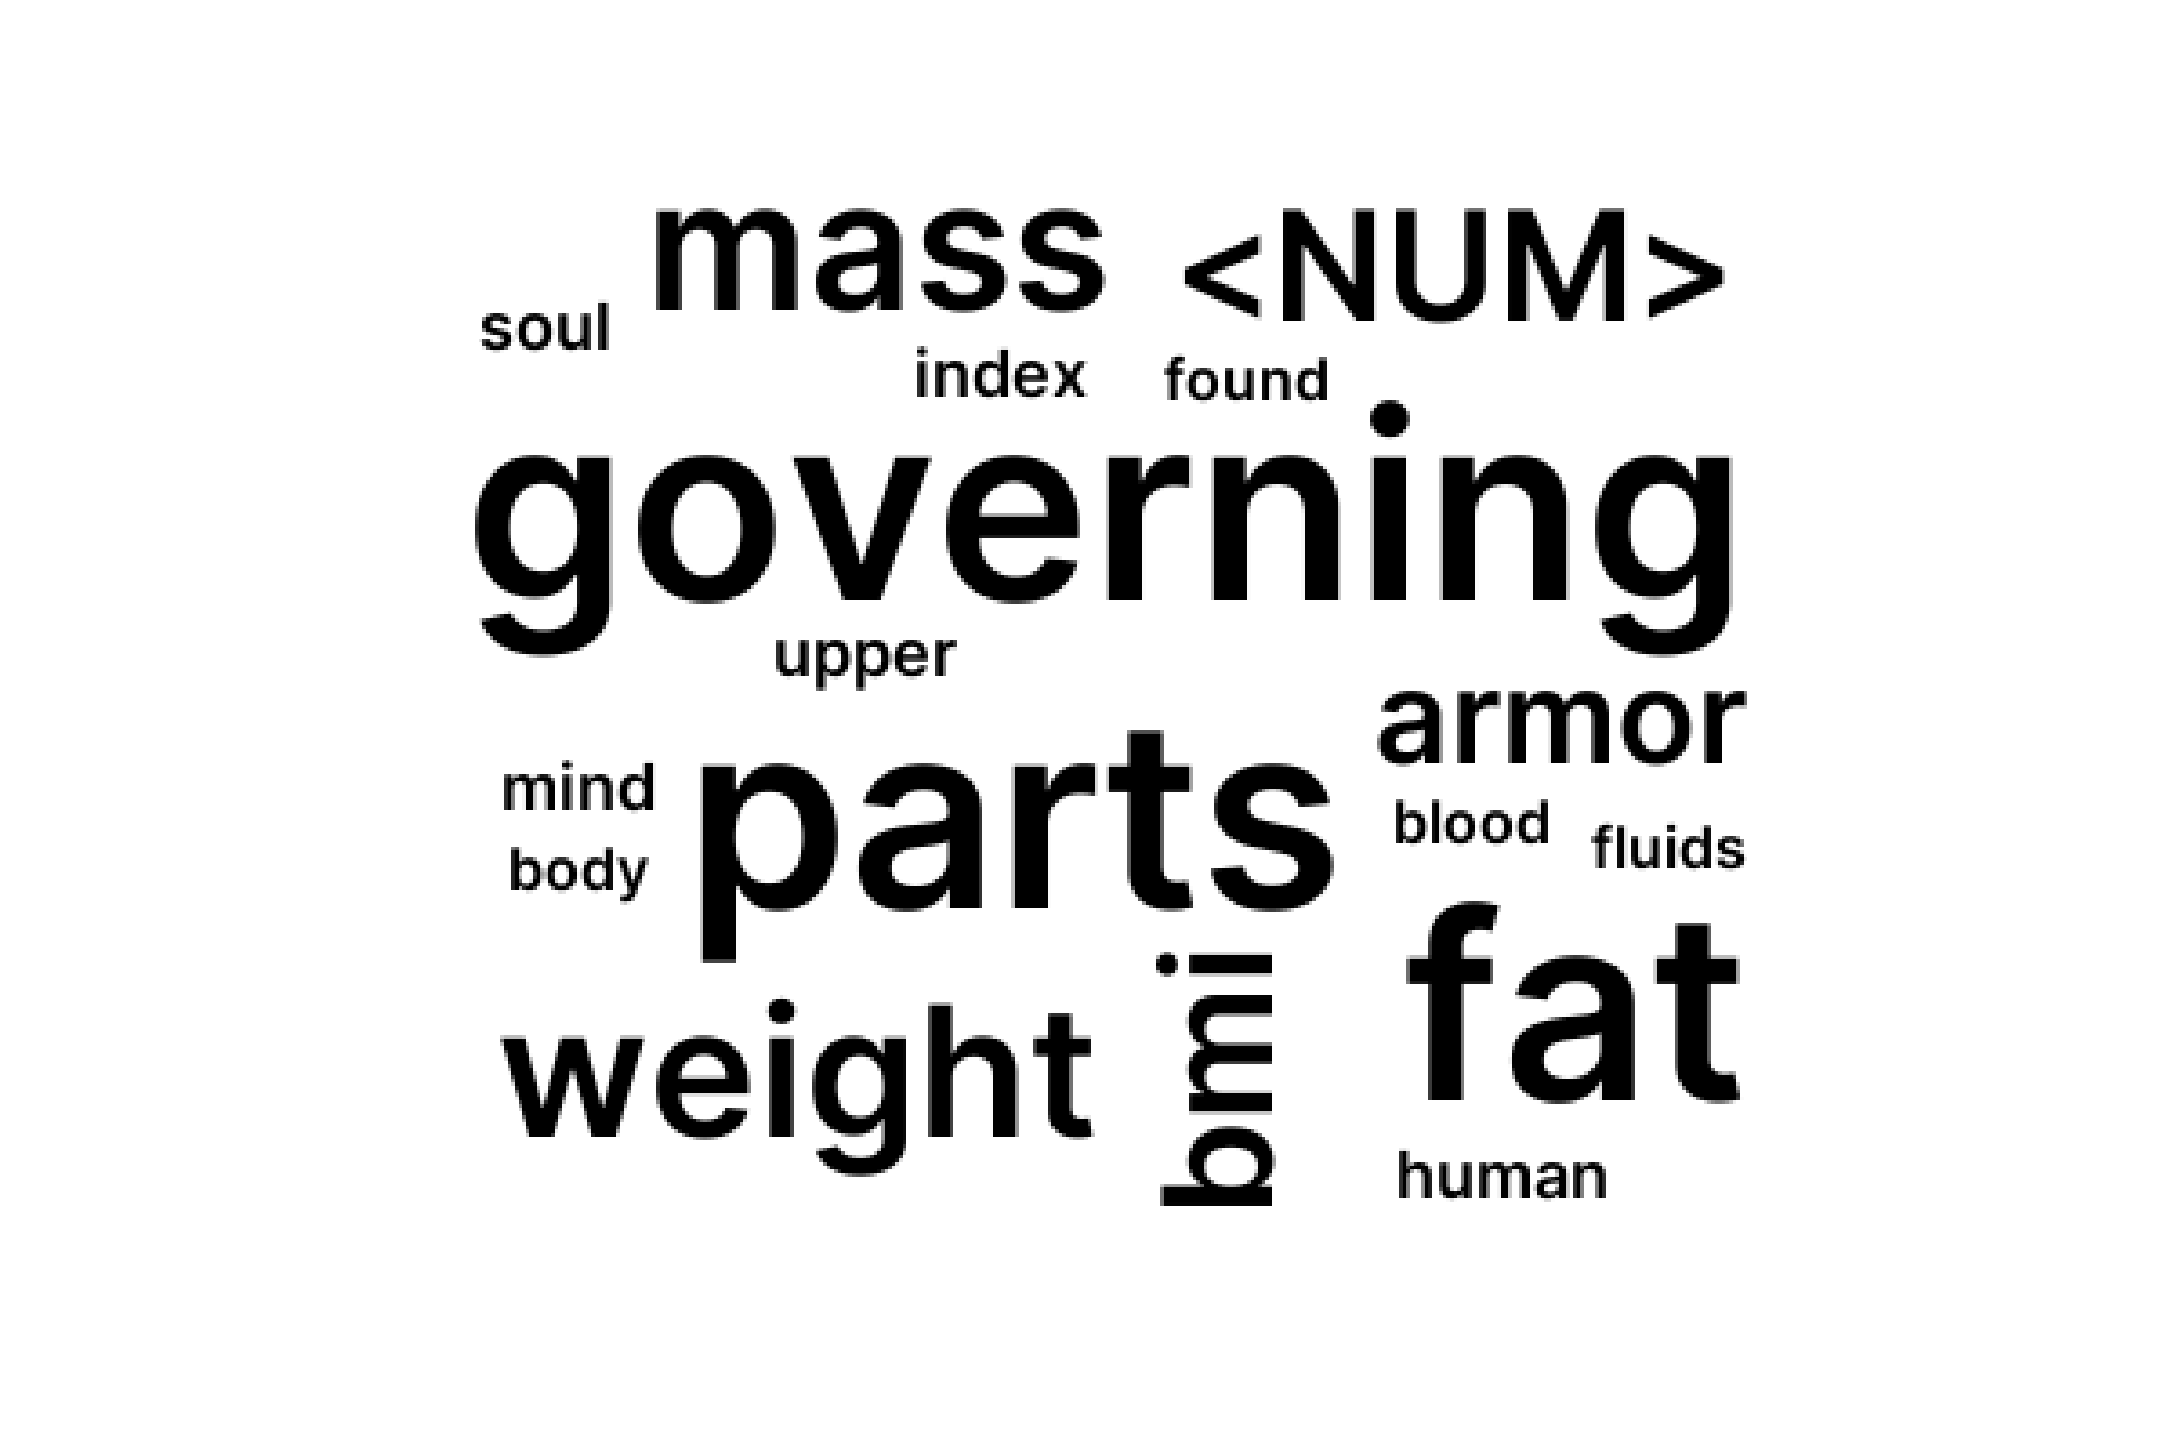 mass <NUM>
soul
index found
governing
upper
armor
mind parts
blood fluids
body
fat
weight bmi
human